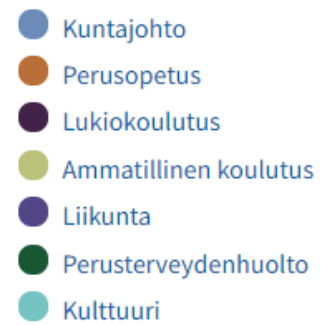 Kuntajohto
Perusopetus
Lukiokoulutus
Ammatillinen koulutus
Liikunta
Perusterveydenhuolto
Kulttuuri